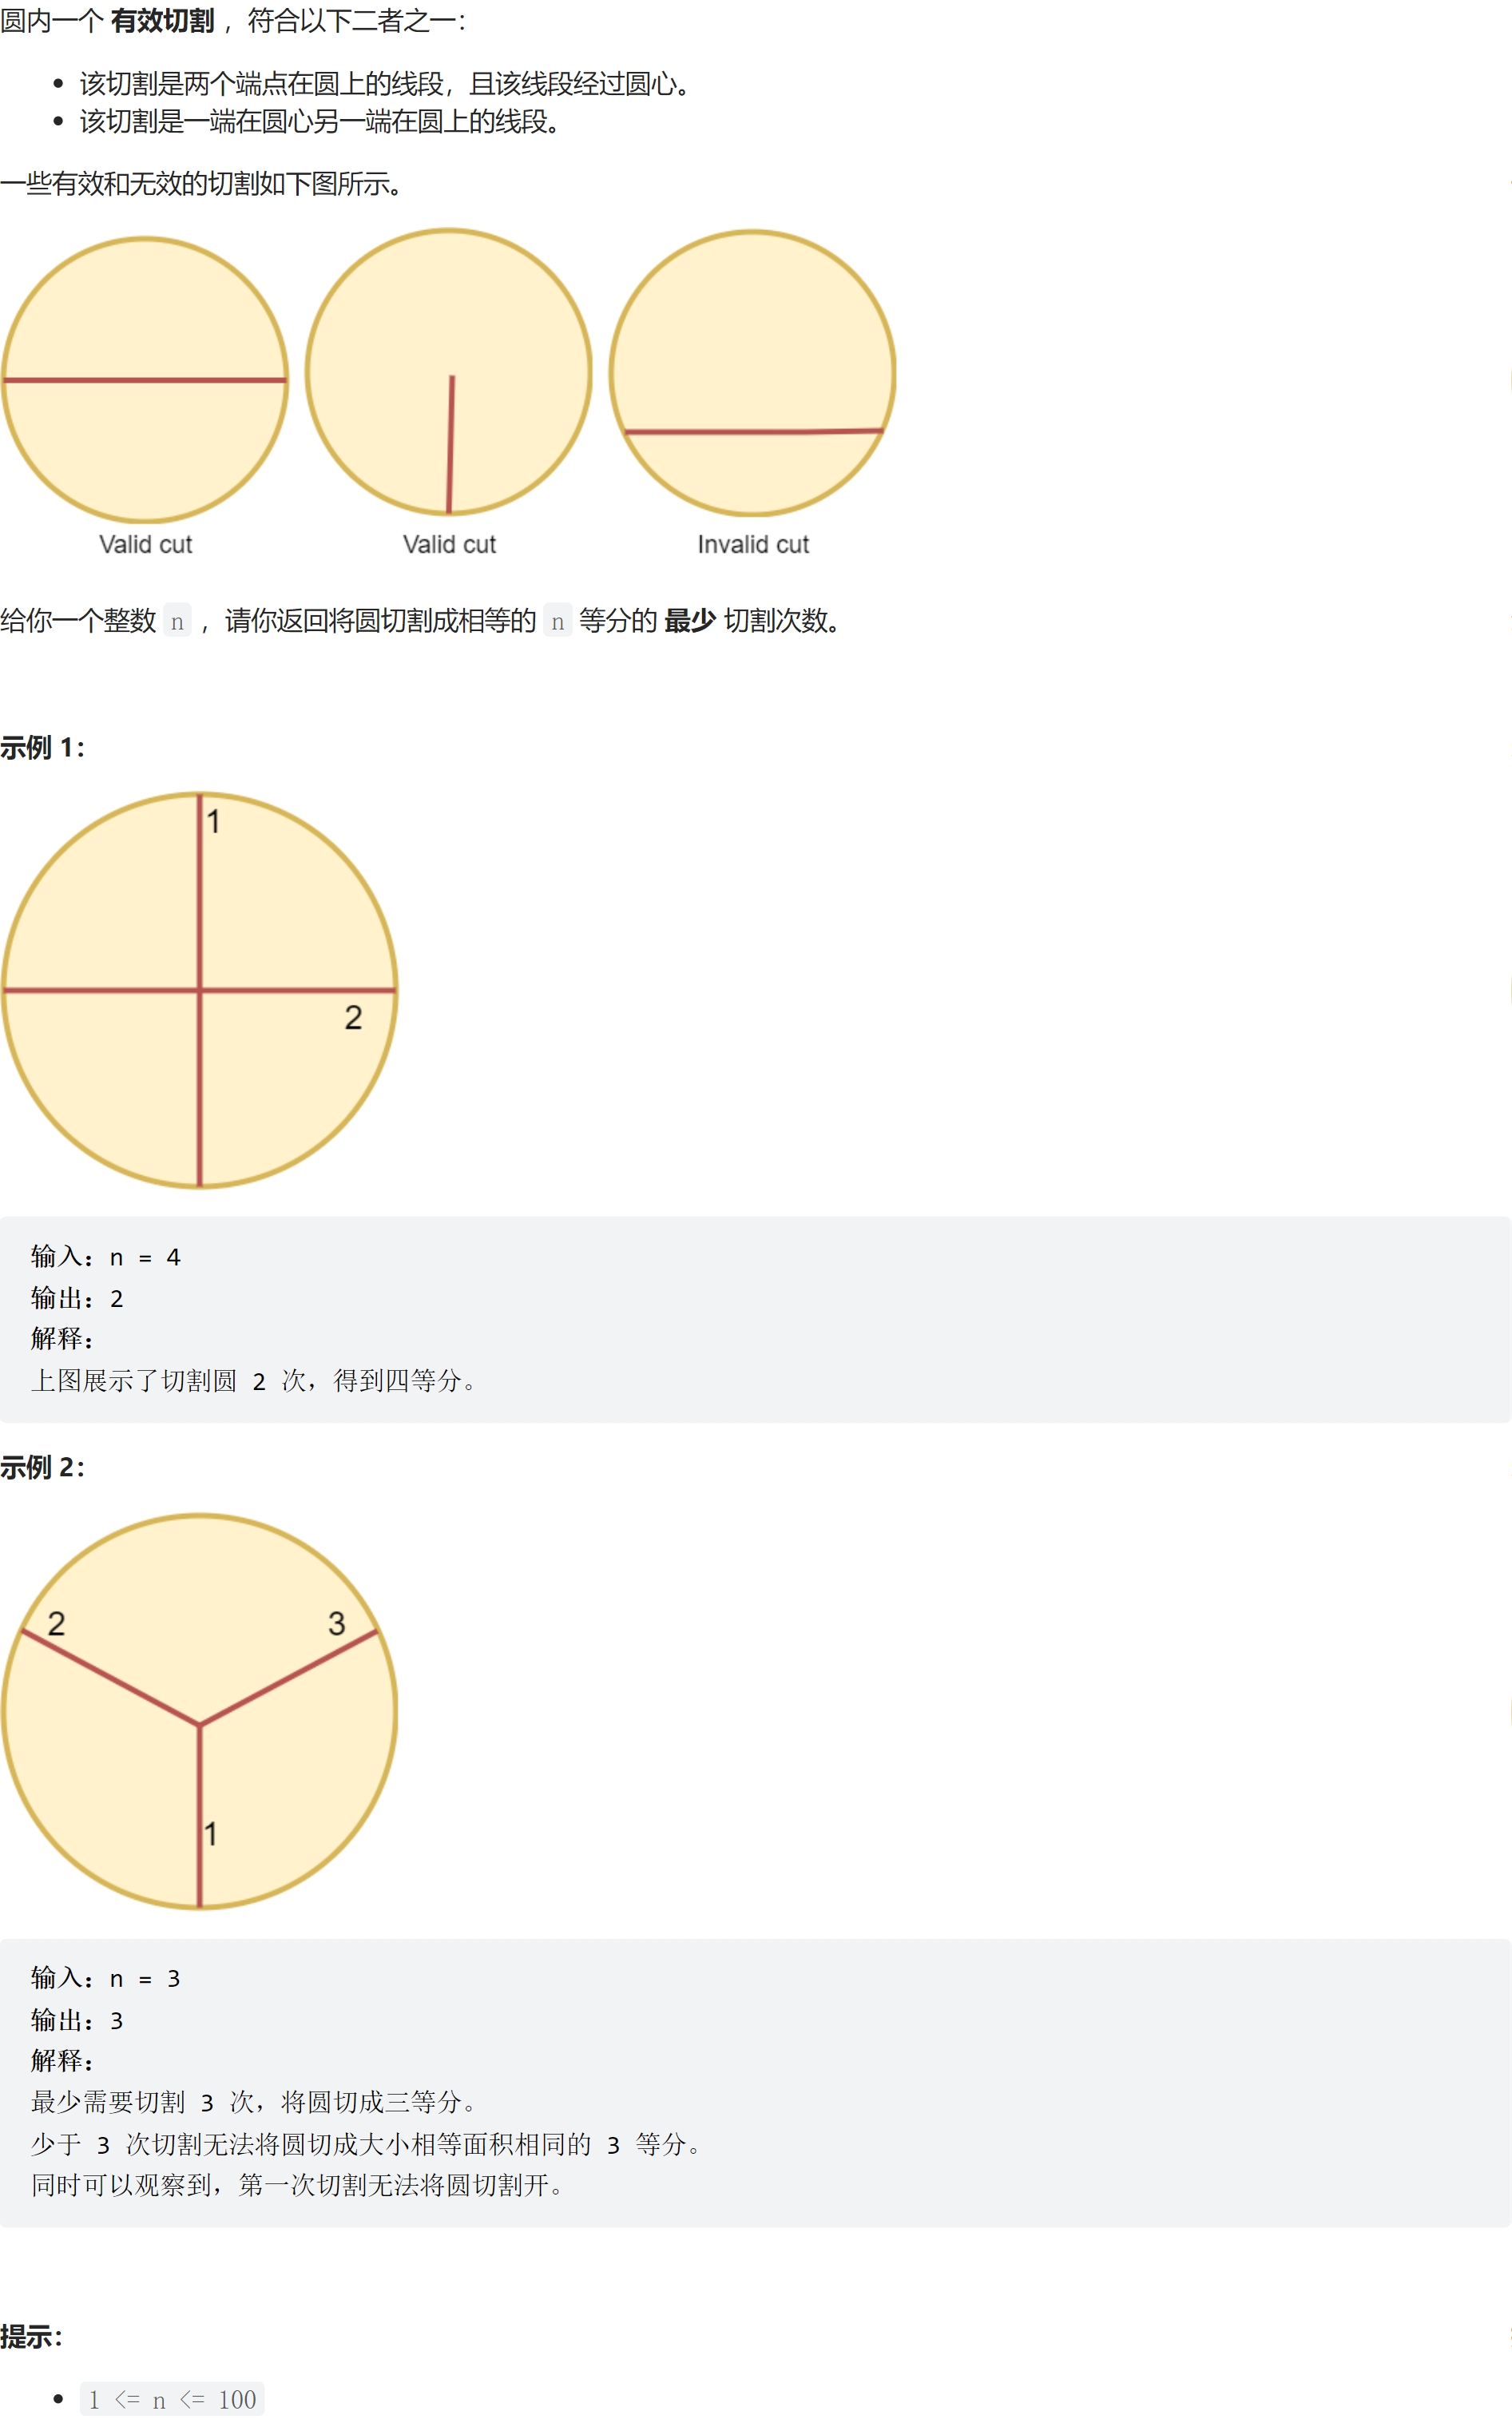 圆内一个 有效切割 ，符合以下二者之一：
• 该切割是两个端点在圆上的线段，且该线段经过圆心。
• 该切割是一端在圆心另一端在圆上的线段。
一些有效和无效的切割如下图所示。
Valid cut Valid cut Invalid cut
给你一个整数 n ，请你返回将圆切割成相等的 n 等分的 最少 切割次数。
示例 1：
1
2
输入：n = 4
输出：2
解释：
上图展示了切割圆 2 次，得到四等分。
示例 2：
2 3
1
输入：n = 3
输出：3
解释：
最少需要切割 3 次，将圆切成三等分。
少于 3 次切割无法将圆切成大小相等面积相同的 3 等分。
同时可以观察到，第一次切割无法将圆切割开。
提示：
• 1 <= n <= 100